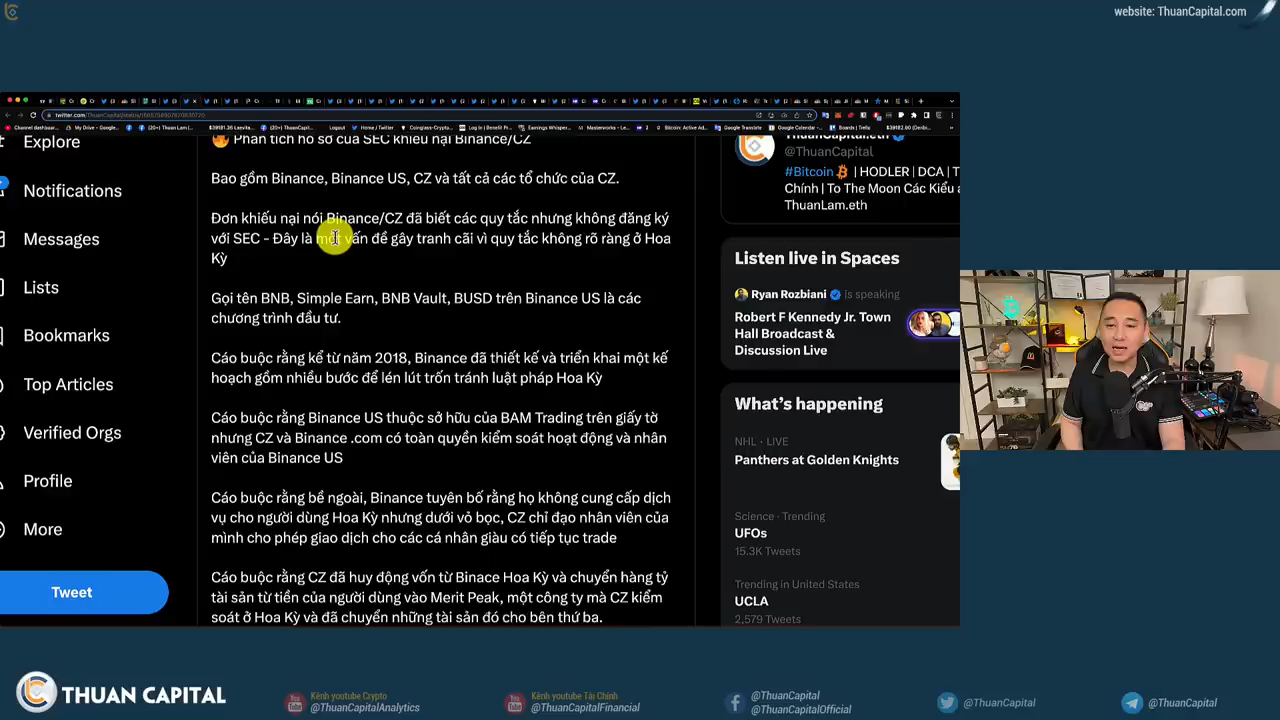 website: ThuanCapital.com
Explore
Notifications
Messages
Lists
Bookmarks
Top Articles
Verified Orgs
Profile
More
Tweet
Phân tích hồ sơ của SEC khiếu nại Binance/CZ
Bao gồm Binance, Binance US, CZ và tất cả các tổ chức của CZ.
Đơn khiếu nại nói Binance/CZ đã biết các quy tắc nhưng không đăng ký
với SEC - Đây là một vấn đề gây tranh cãi vì quy tắc không rõ ràng ở Hoa
Kỳ
Gọi tên BNB, Simple Earn, BNB Vault, BUSD trên Binance US là các
chương trình đầu tư.
Cáo buộc rằng kể từ năm 2018, Binance đã thiết kế và triển khai một kế
hoạch gồm nhiều bước để lén lút trốn tránh luật pháp Hoa Kỳ
Cáo buộc rằng Binance US thuộc sở hữu của BAM Trading trên giấy tờ
nhưng CZ và Binance .com có toàn quyền kiểm soát hoạt động và nhân
viên của Binance US
Cáo buộc rằng bề ngoài, Binance tuyên bố rằng họ không cung cấp dịch
vụ cho người dùng Hoa Kỳ nhưng dưới vỏ bọc, CZ chỉ đạo nhân viên của
mình cho phép giao dịch cho các cá nhân giàu có tiếp tục trade
Cáo buộc rằng CZ đã huy động vốn từ Binace Hoa Kỳ và chuyển hàng tỷ
tài sản từ tiền của người dùng vào Merit Peak, một công ty mà CZ kiểm
soát ở Hoa Kỳ và đã chuyển những tài sản đó cho bên thứ ba.
ThuanCapital.eth
@ThuanCapital
#Bitcoin | HODLER | DCA | T
Chính | To The Moon Các Kiểu
ThuanLam.eth
Listen live in Spaces
Ryan Rozbiani is speaking
Robert F Kennedy Jr. Town
Hall Broadcast &
Discussion Live
What's happening
NHL · LIVE
Panthers at Golden Knights
Science · Trending
UFOs
15.3K Tweets
Trending in United States
UCLA
2,579 Tweets
THUAN CAPITAL
Kênh youtube Crypto
@ThuanCapitalAnalytics
Kênh youtube Tài Chính
@ThuanCapitalFinancial
@ThuanCapital
@ThuanCapitalOfficial
@ThuanCapital
@ThuanCapital